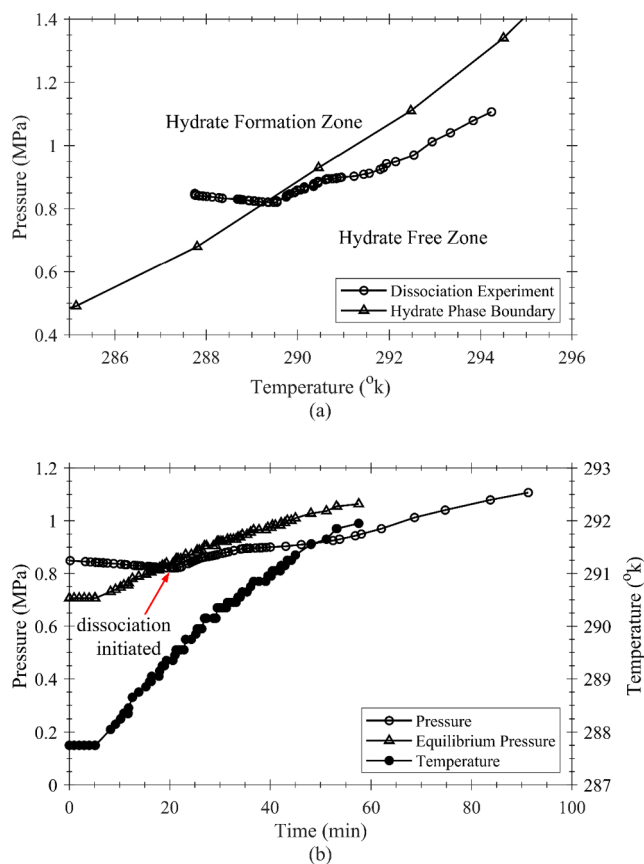 1.4
1.2
1
0.8
0.6
0.4
Pressure (MPa)
Hydrate Formation Zone
Hydrate Free Zone
Dissociation Experiment
Hydrate Phase Boundary
286 288 290 292 294 296
Temperature (°k)
(a)
1.2
1
0.8
0.6
0.4
0.2
0
Pressure (MPa)
293
292
291
290
289
288
287
Temperature (°k)
dissociation
initiated
Pressure
Equilibrium Pressure
Temperature
0 20 40 60 80 100
Time (min)
(b)